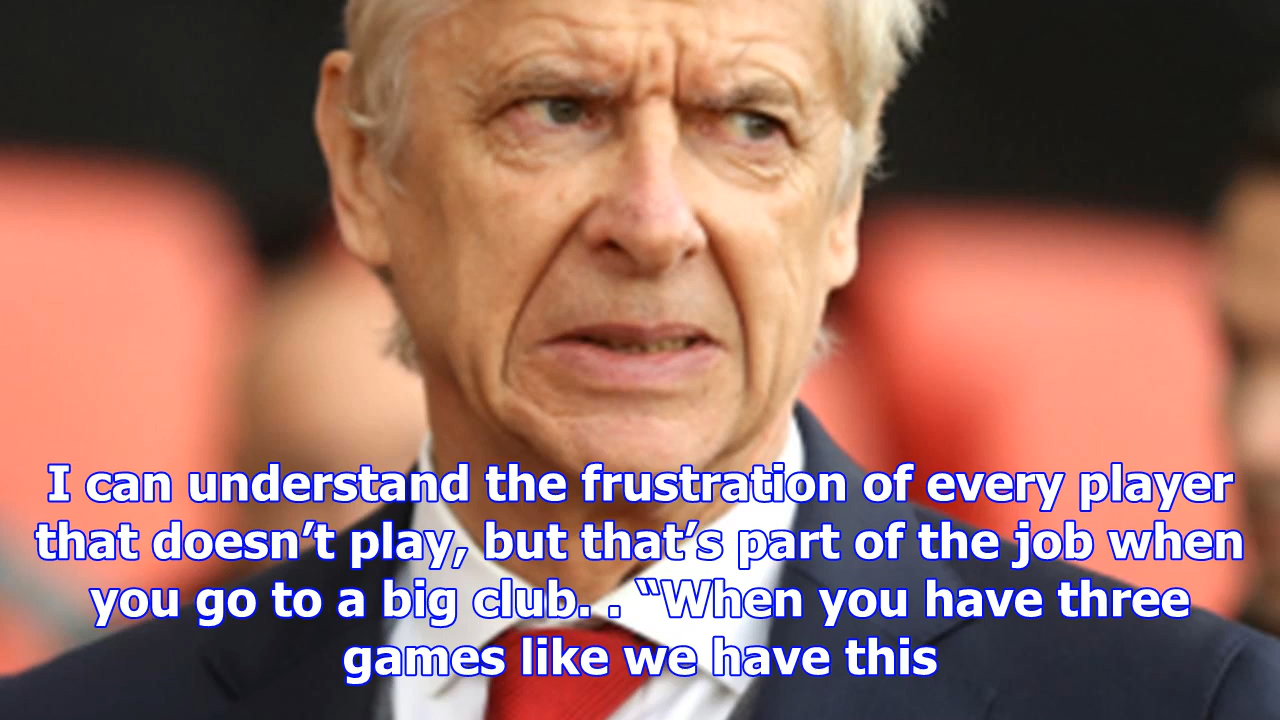 I can understand the frustration of every player
that doesn’t play, but that’s part of the job when
you go to a big club. . “When you have three
games like we have this